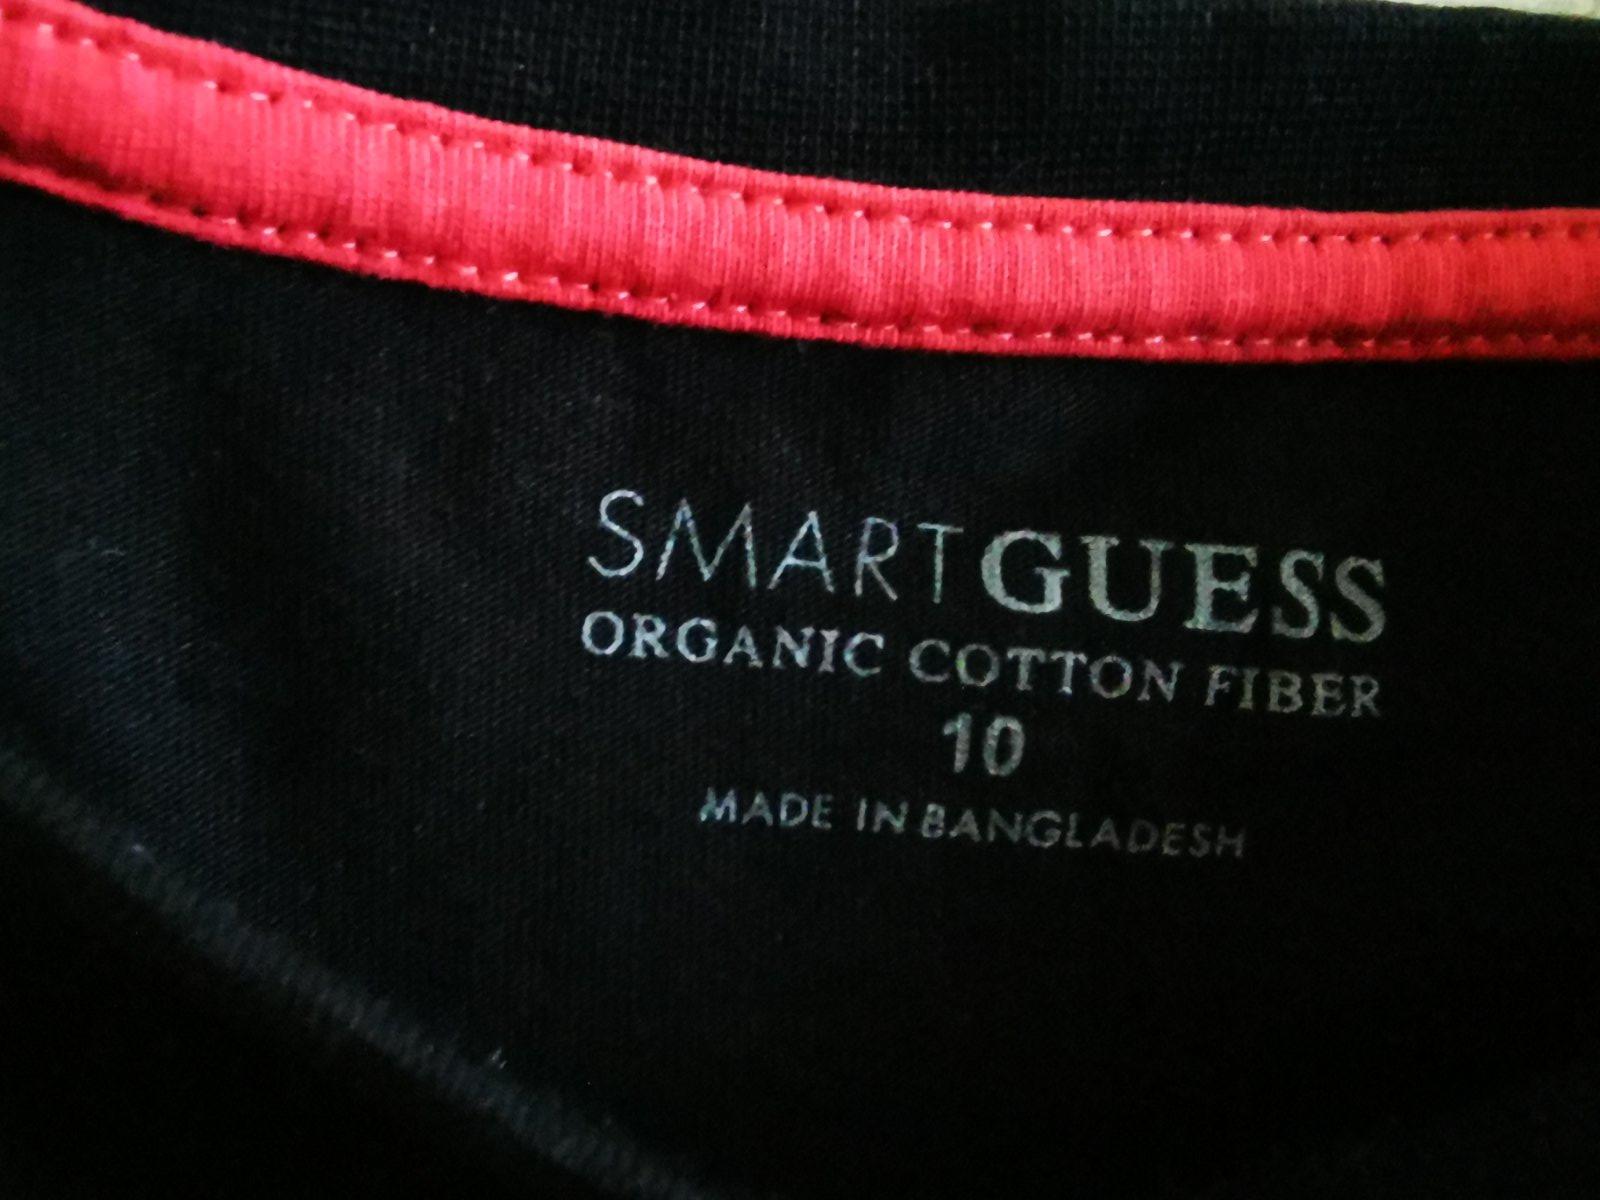 SMARTGUESS
ORGANIC COTTON FIBER
10
MADE IN BANGLADESH